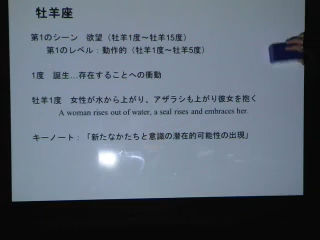 牡羊座
第1のシーン　欲望（牡羊1度～牡羊15度）
第1のレベル：動作的（牡羊1度～牡羊5度）
1度　誕生…存在することへの衝動
牡羊1度　女性が水から上がり、アザラシも上がり彼女を抱く
A woman rises out of water, a seal rises and embraces her.
キーノート：「新たなかたちと意識の潜在的可能性の出現」